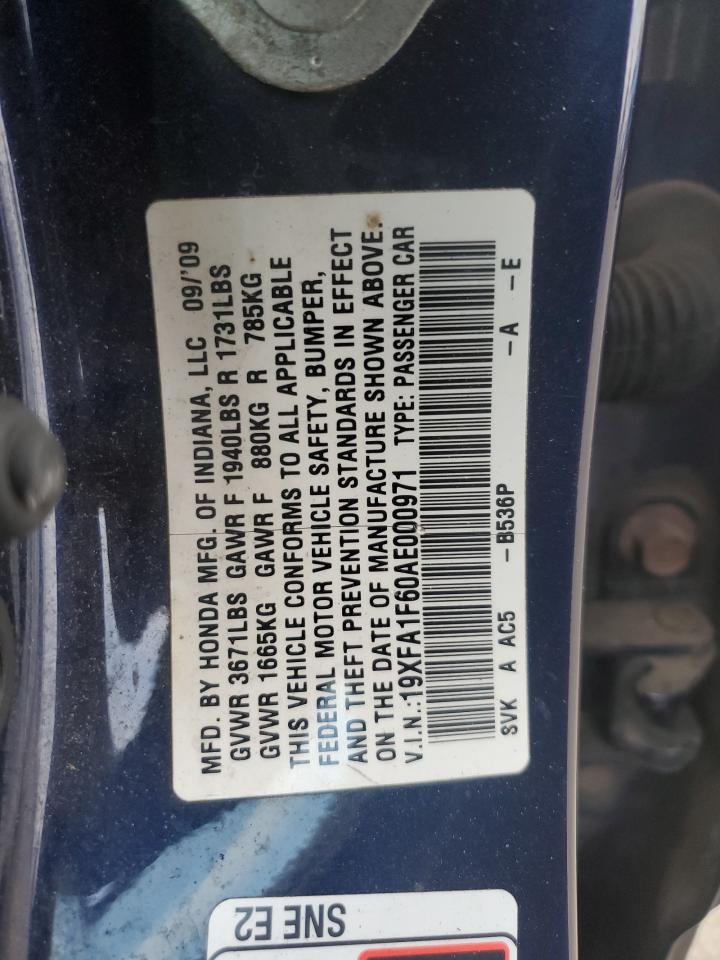 MFD. BY HONDA MFG. OF INDIANA, LLC 09/'09
GVWR 3671LBS GAWR F 1940LBS R 1731LBS
GVWR 1665KG GAWR F 880KG R 785KG
THIS VEHICLE CONFORMS TO ALL APPLICABLE
FEDERAL MOTOR VEHICLE SAFETY, BUMPER,
AND THEFT PREVENTION STANDARDS IN EFFECT
ON THE DATE OF MANUFACTURE SHOWN ABOVE.
V.I.N.:19XFA1F60AE000971 TYPE: PASSENGER CAR
SVK A AC5 -B536P -A -E
SNE E2